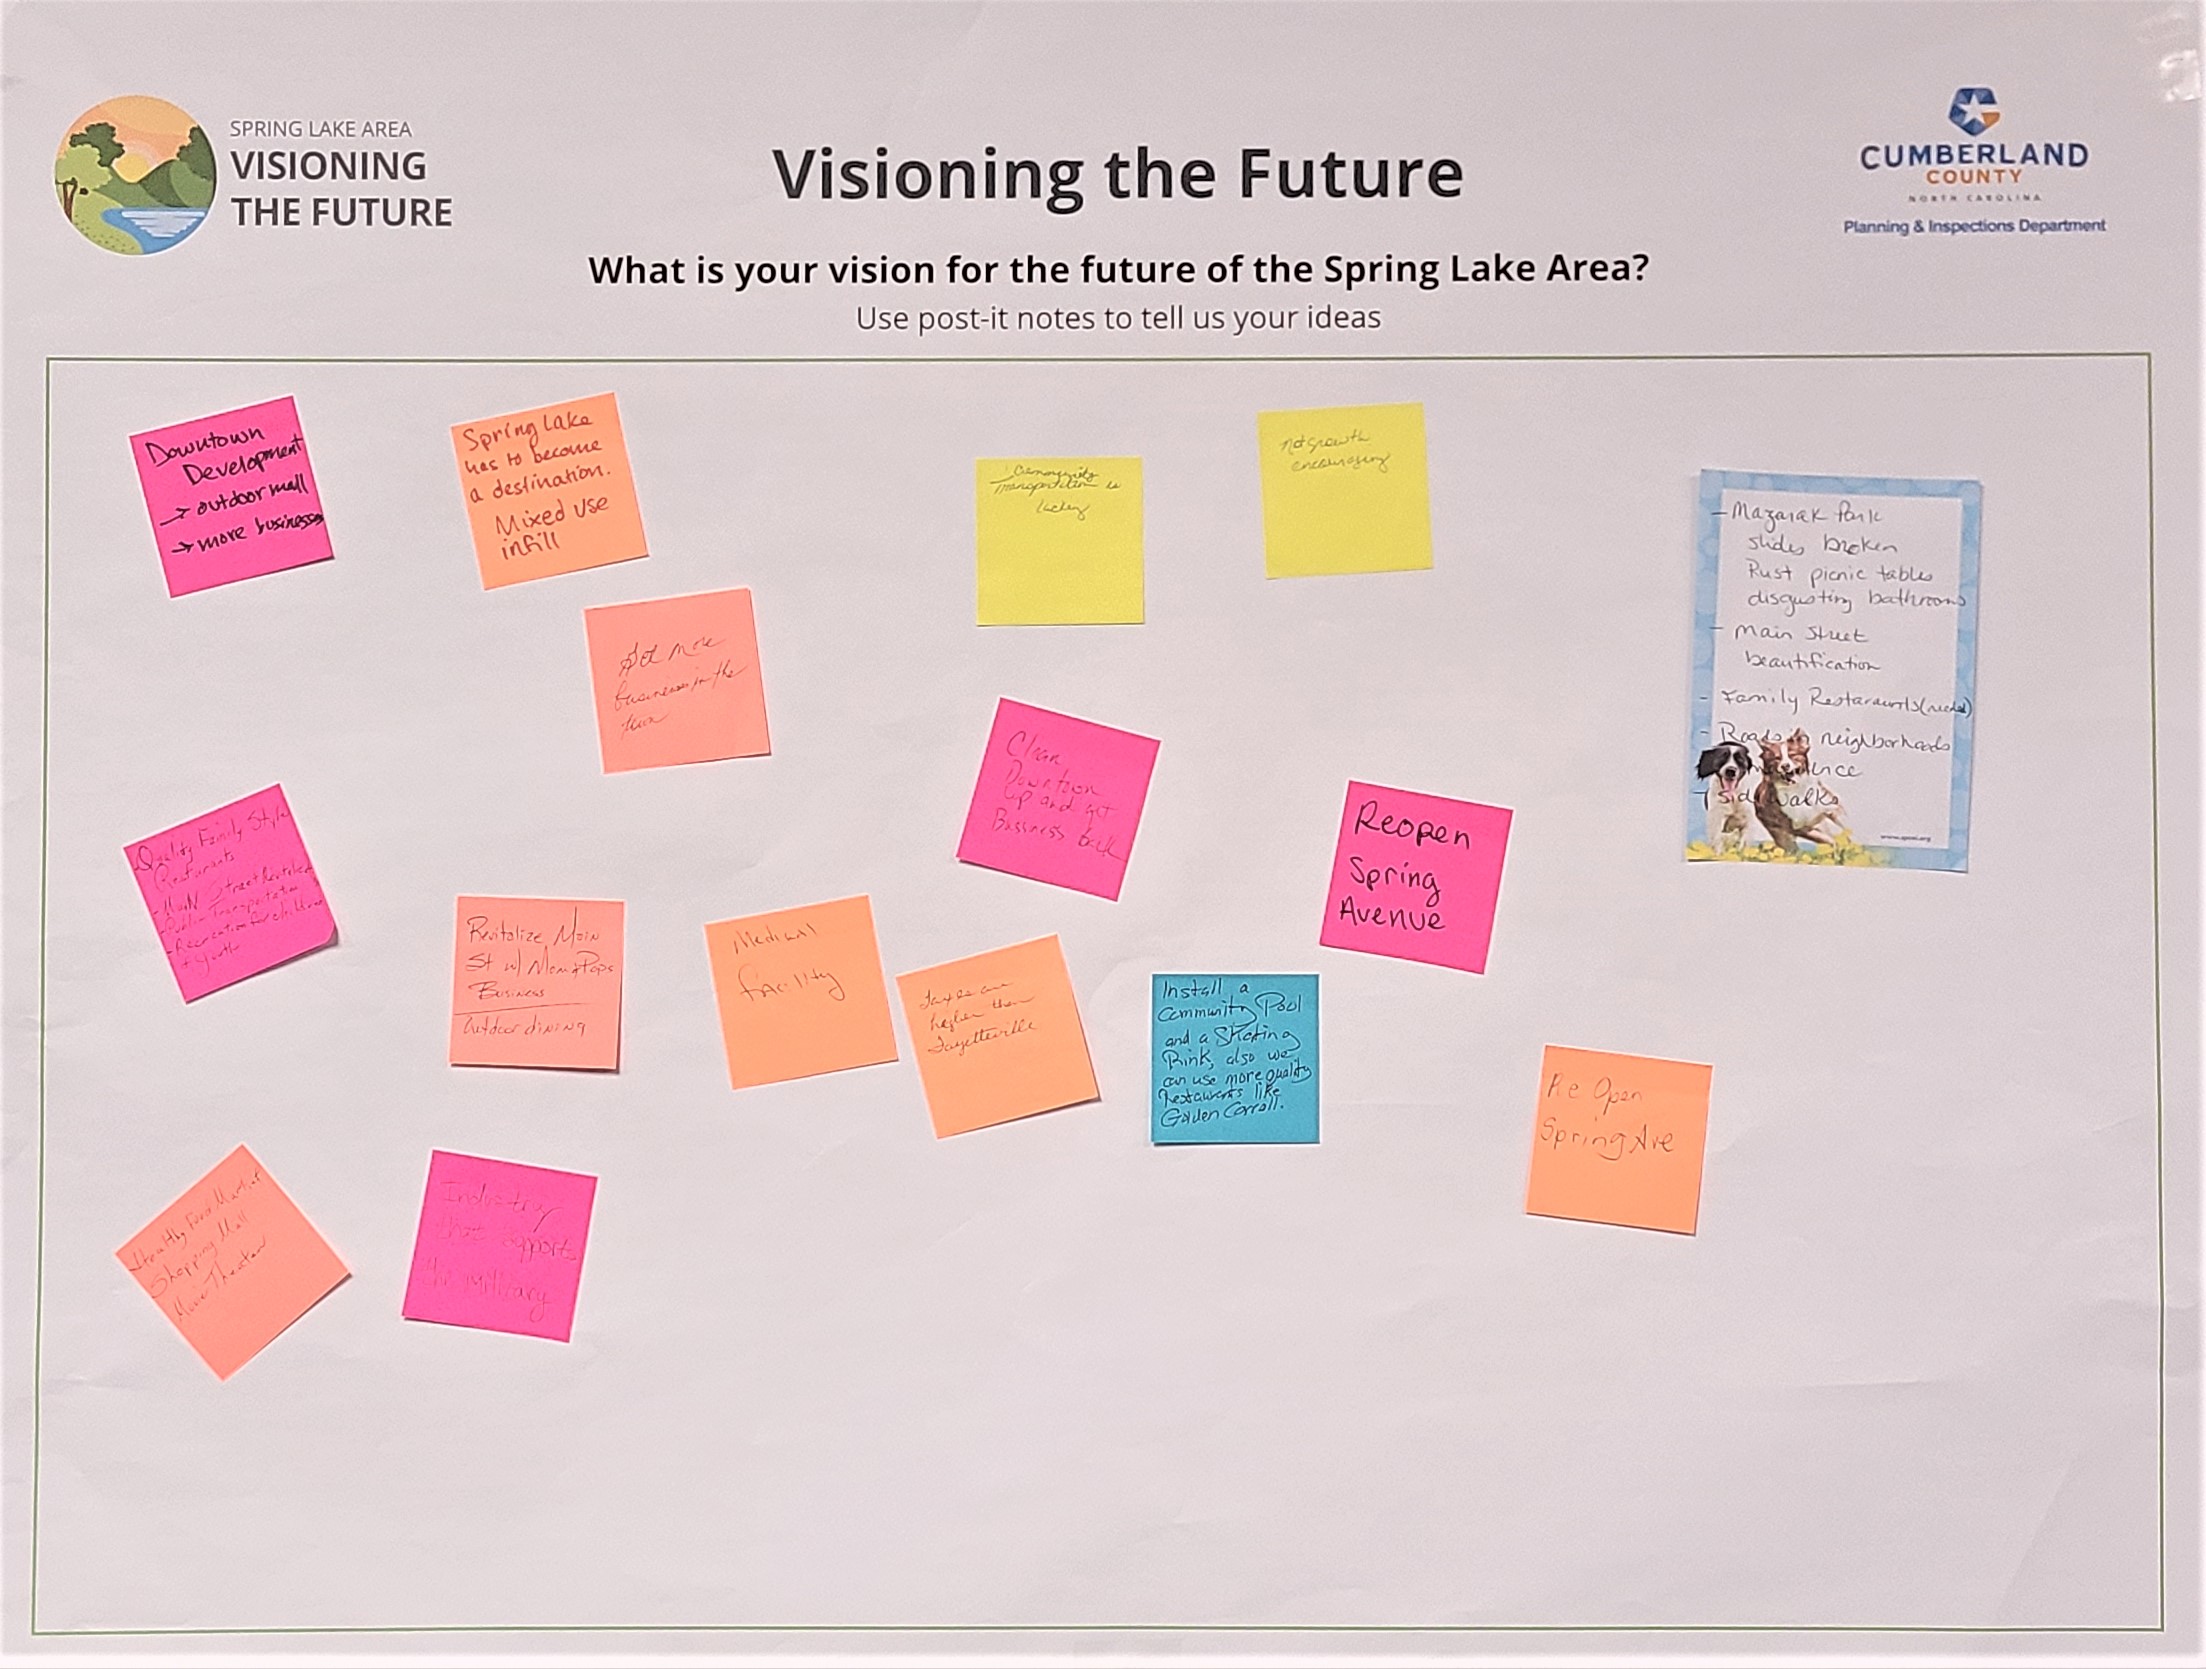 SPRING LAKE AREA
VISIONING
THE FUTURE
Visioning the Future
CUMBERLAND
COUNTY
NORTH CAROLINA
Planning & Inspections Department
What is your vision for the future of the Spring Lake Area?
Use post-it notes to tell us your ideas
Downtown
Development
→ outdoor mall
→ more businesses
Spring Lake
has to become
a destination.
Mixed use
infill
Community
Transportation is
not growth
encouraging
- Mazarak Park
slides broken
Rust picnic tables
disgusting bathrooms
- Main Street
beautification
- Family Restaraunts (needed)
- Roads in neighborhoods
- sidewalks
www.spcai.org
Get more
businesses in the
town
Clean
Downtown
up and get
Bussiness back
Reopen
Spring
Avenue
- Quality Family Style
Restaurants
- Main Street
- Public Transportation
- Recreation for children
+ Youth
Revitalize Main
St w/ Mom & Pops
Business
Outdoor dining
Medical
facility
Taxes are
higher than
Fayetteville
Install a
Community Pool
and a Skating
Rink, also we
can use more quality
Restaurants like
Golden Corral.
Re Open
Spring Ave
Healthy Food Market
Shopping Mall
Movie Theater
Industry
that supports
the Military